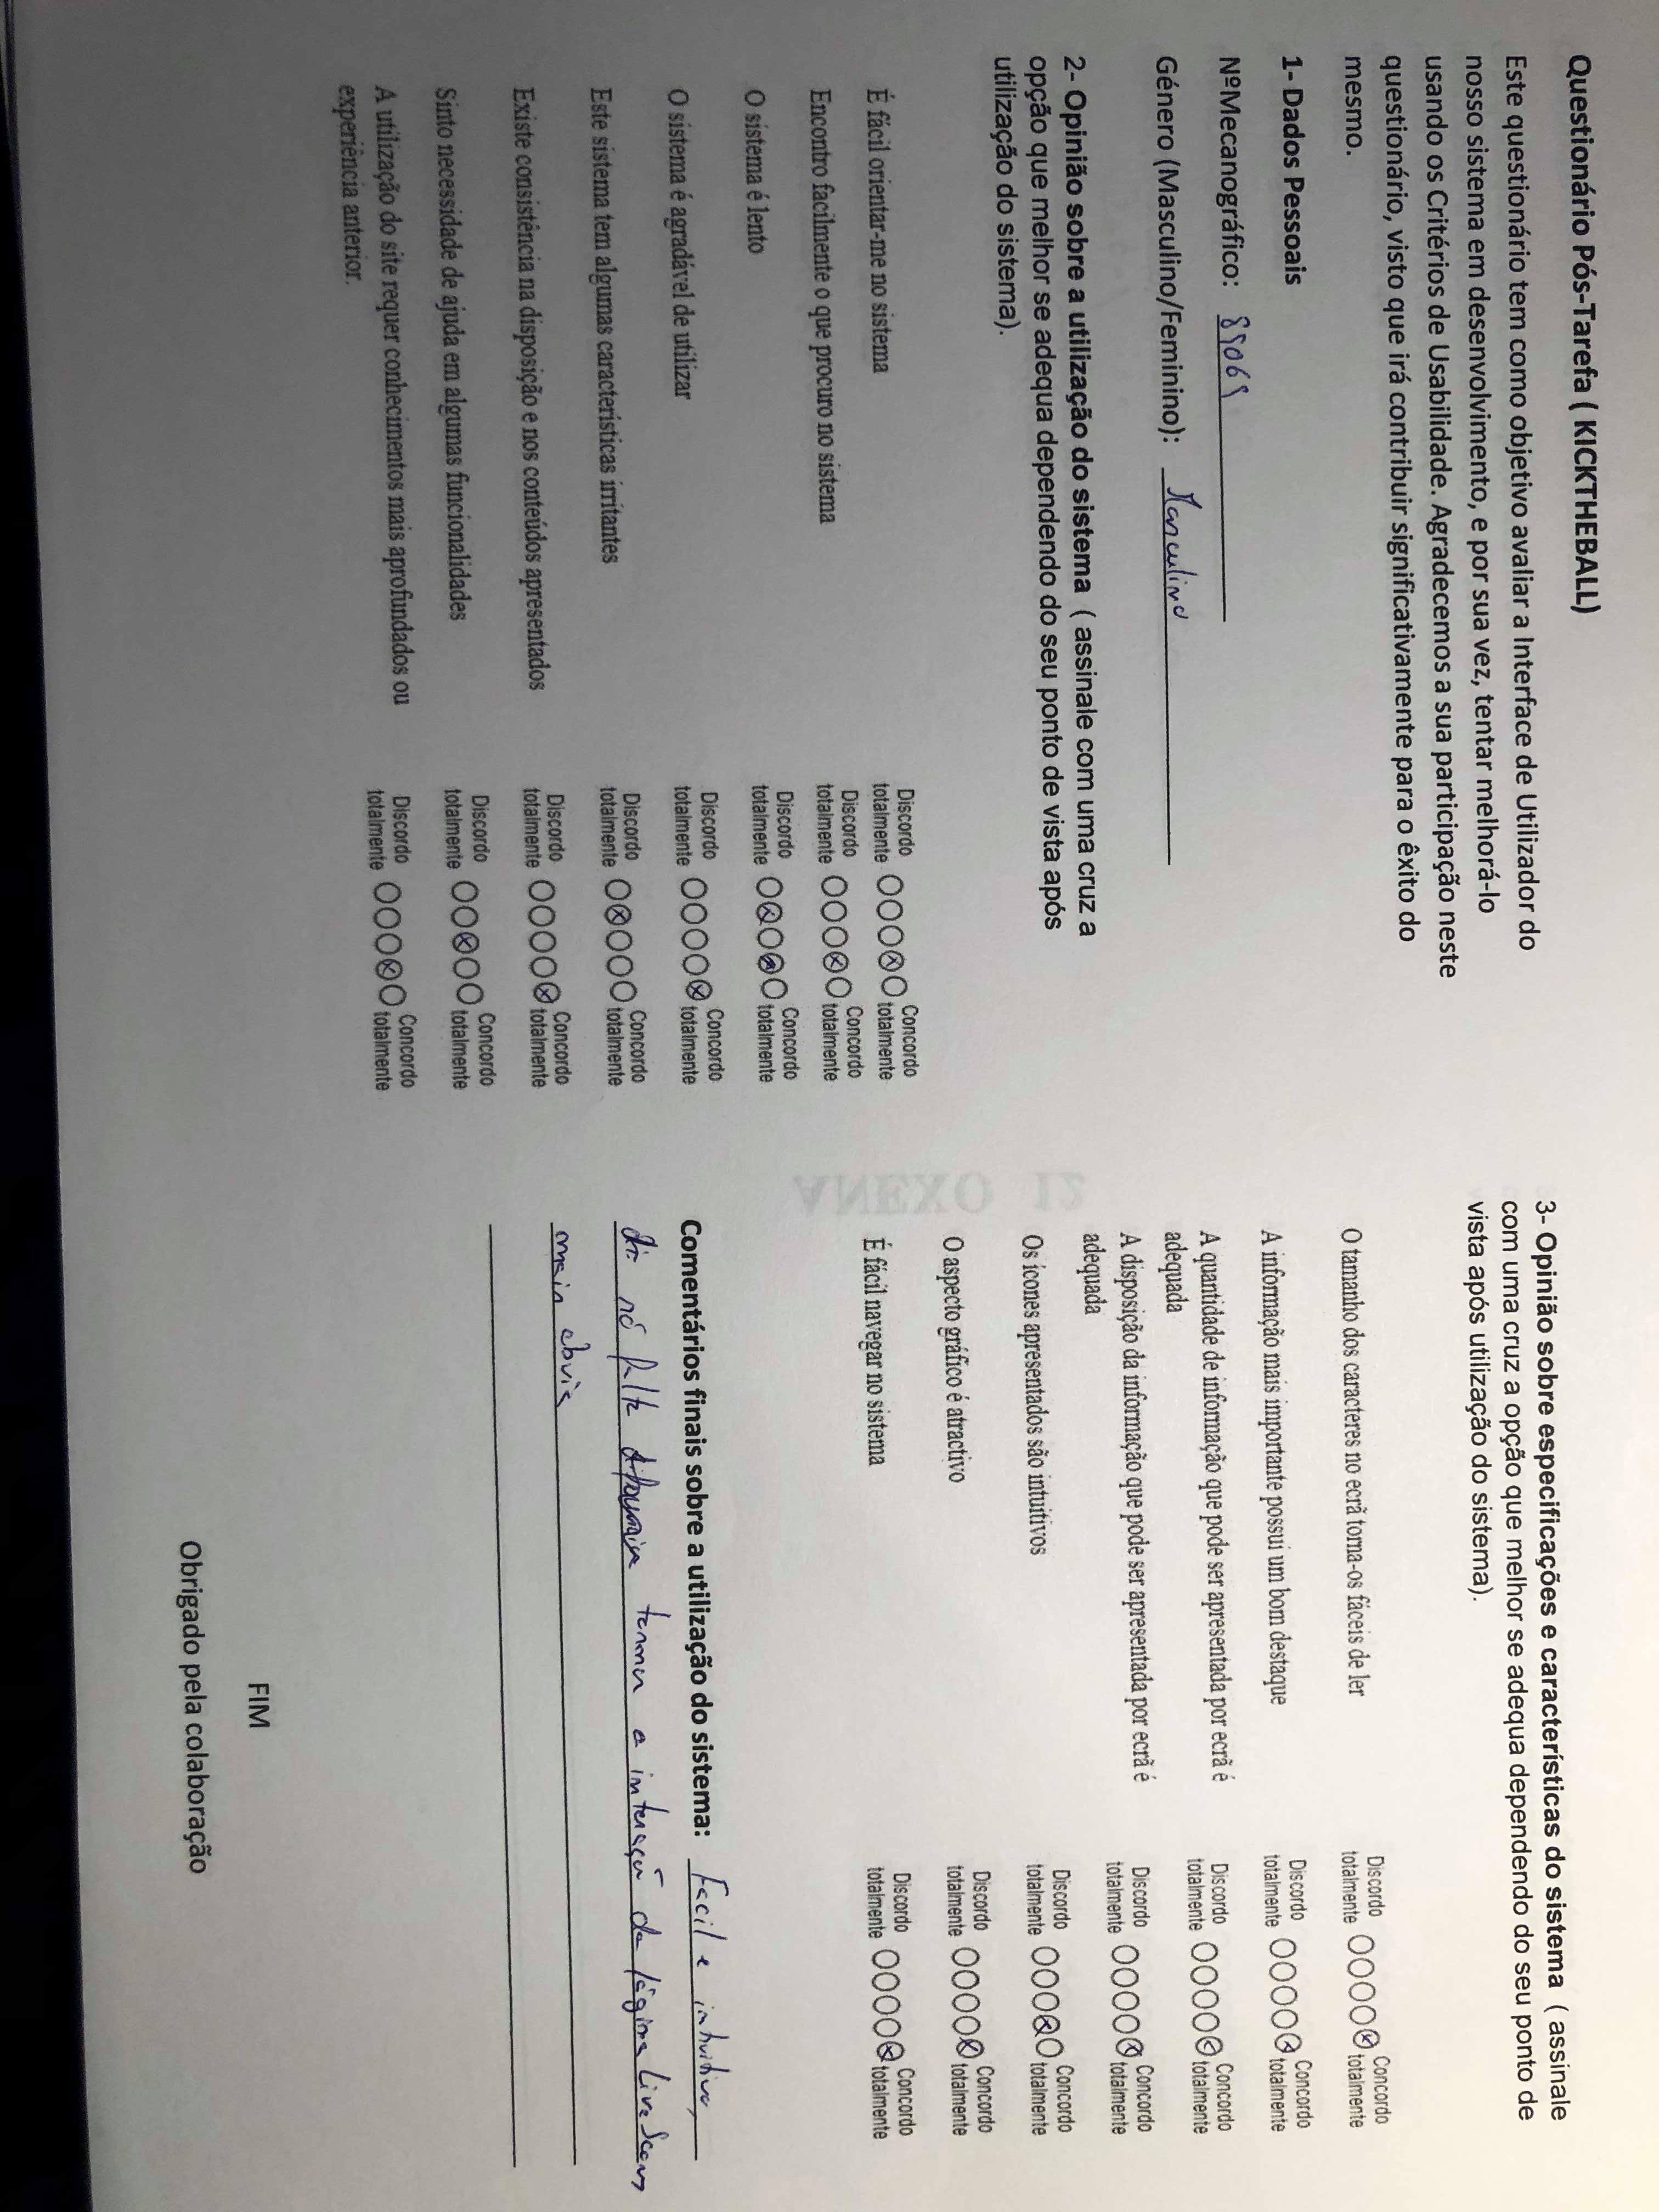 Questionário Pós-Tarefa ( KICKTHEBALL)
Este questionário tem como objetivo avaliar a Interface de Utilizador do
nosso sistema em desenvolvimento, e por sua vez, tentar melhorá-lo
usando os Critérios de Usabilidade. Agradecemos a sua participação neste
questionário, visto que irá contribuir significativamente para o êxito do
mesmo.
1- Dados Pessoais
NºMecanográfico:
Género (Masculino/Feminino): Masculino
2- Opinião sobre a utilização do sistema ( assinale com uma cruz a
opção que melhor se adequa dependendo do seu ponto de vista após
utilização do sistema).
É fácil orientar-me no sistema Discordo totalmente Concordo totalmente
Encontro facilmente o que procuro no sistema Discordo totalmente Concordo totalmente
O sistema é lento Discordo totalmente Concordo totalmente
O sistema é agradável de utilizar Discordo totalmente Concordo totalmente
Este sistema tem algumas características irritantes Discordo totalmente Concordo totalmente
Existe consistência na disposição e nos conteúdos apresentados Discordo totalmente Concordo totalmente
Sinto necessidade de ajuda em algumas funcionalidades Discordo totalmente Concordo totalmente
A utilização do site requer conhecimentos mais aprofundados ou
experiência anterior. Discordo totalmente Concordo totalmente
ANEXO 12
3- Opinião sobre especificações e características do sistema ( assinale
com uma cruz a opção que melhor se adequa dependendo do seu ponto de
vista após utilização do sistema).
O tamanho dos caracteres no ecrã torna-os fáceis de ler Discordo totalmente Concordo totalmente
A informação mais importante possui um bom destaque Discordo totalmente Concordo totalmente
A quantidade de informação que pode ser apresentada por ecrã é
adequada Discordo totalmente Concordo totalmente
A disposição da informação que pode ser apresentada por ecrã é
adequada Discordo totalmente Concordo totalmente
Os ícones apresentados são intuitivos Discordo totalmente Concordo totalmente
O aspecto gráfico é atractivo Discordo totalmente Concordo totalmente
É fácil navegar no sistema Discordo totalmente Concordo totalmente
Comentários finais sobre a utilização do sistema: Facil e intuitivo,
só falta tornar a interação da página LiveScores
mais obvia
FIM
Obrigado pela colaboração